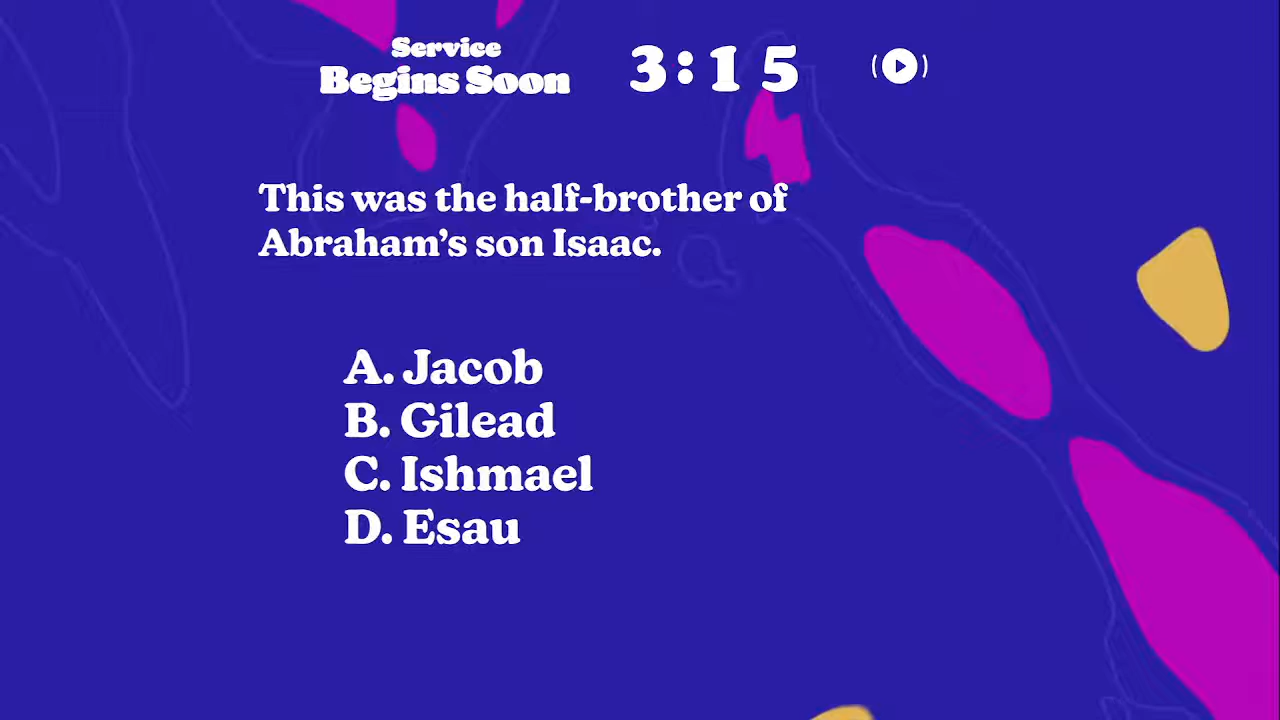 Service
Begins Soon
3:15
This was the half-brother of
Abraham’s son Isaac.
A. Jacob
B. Gilead
C. Ishmael
D. Esau